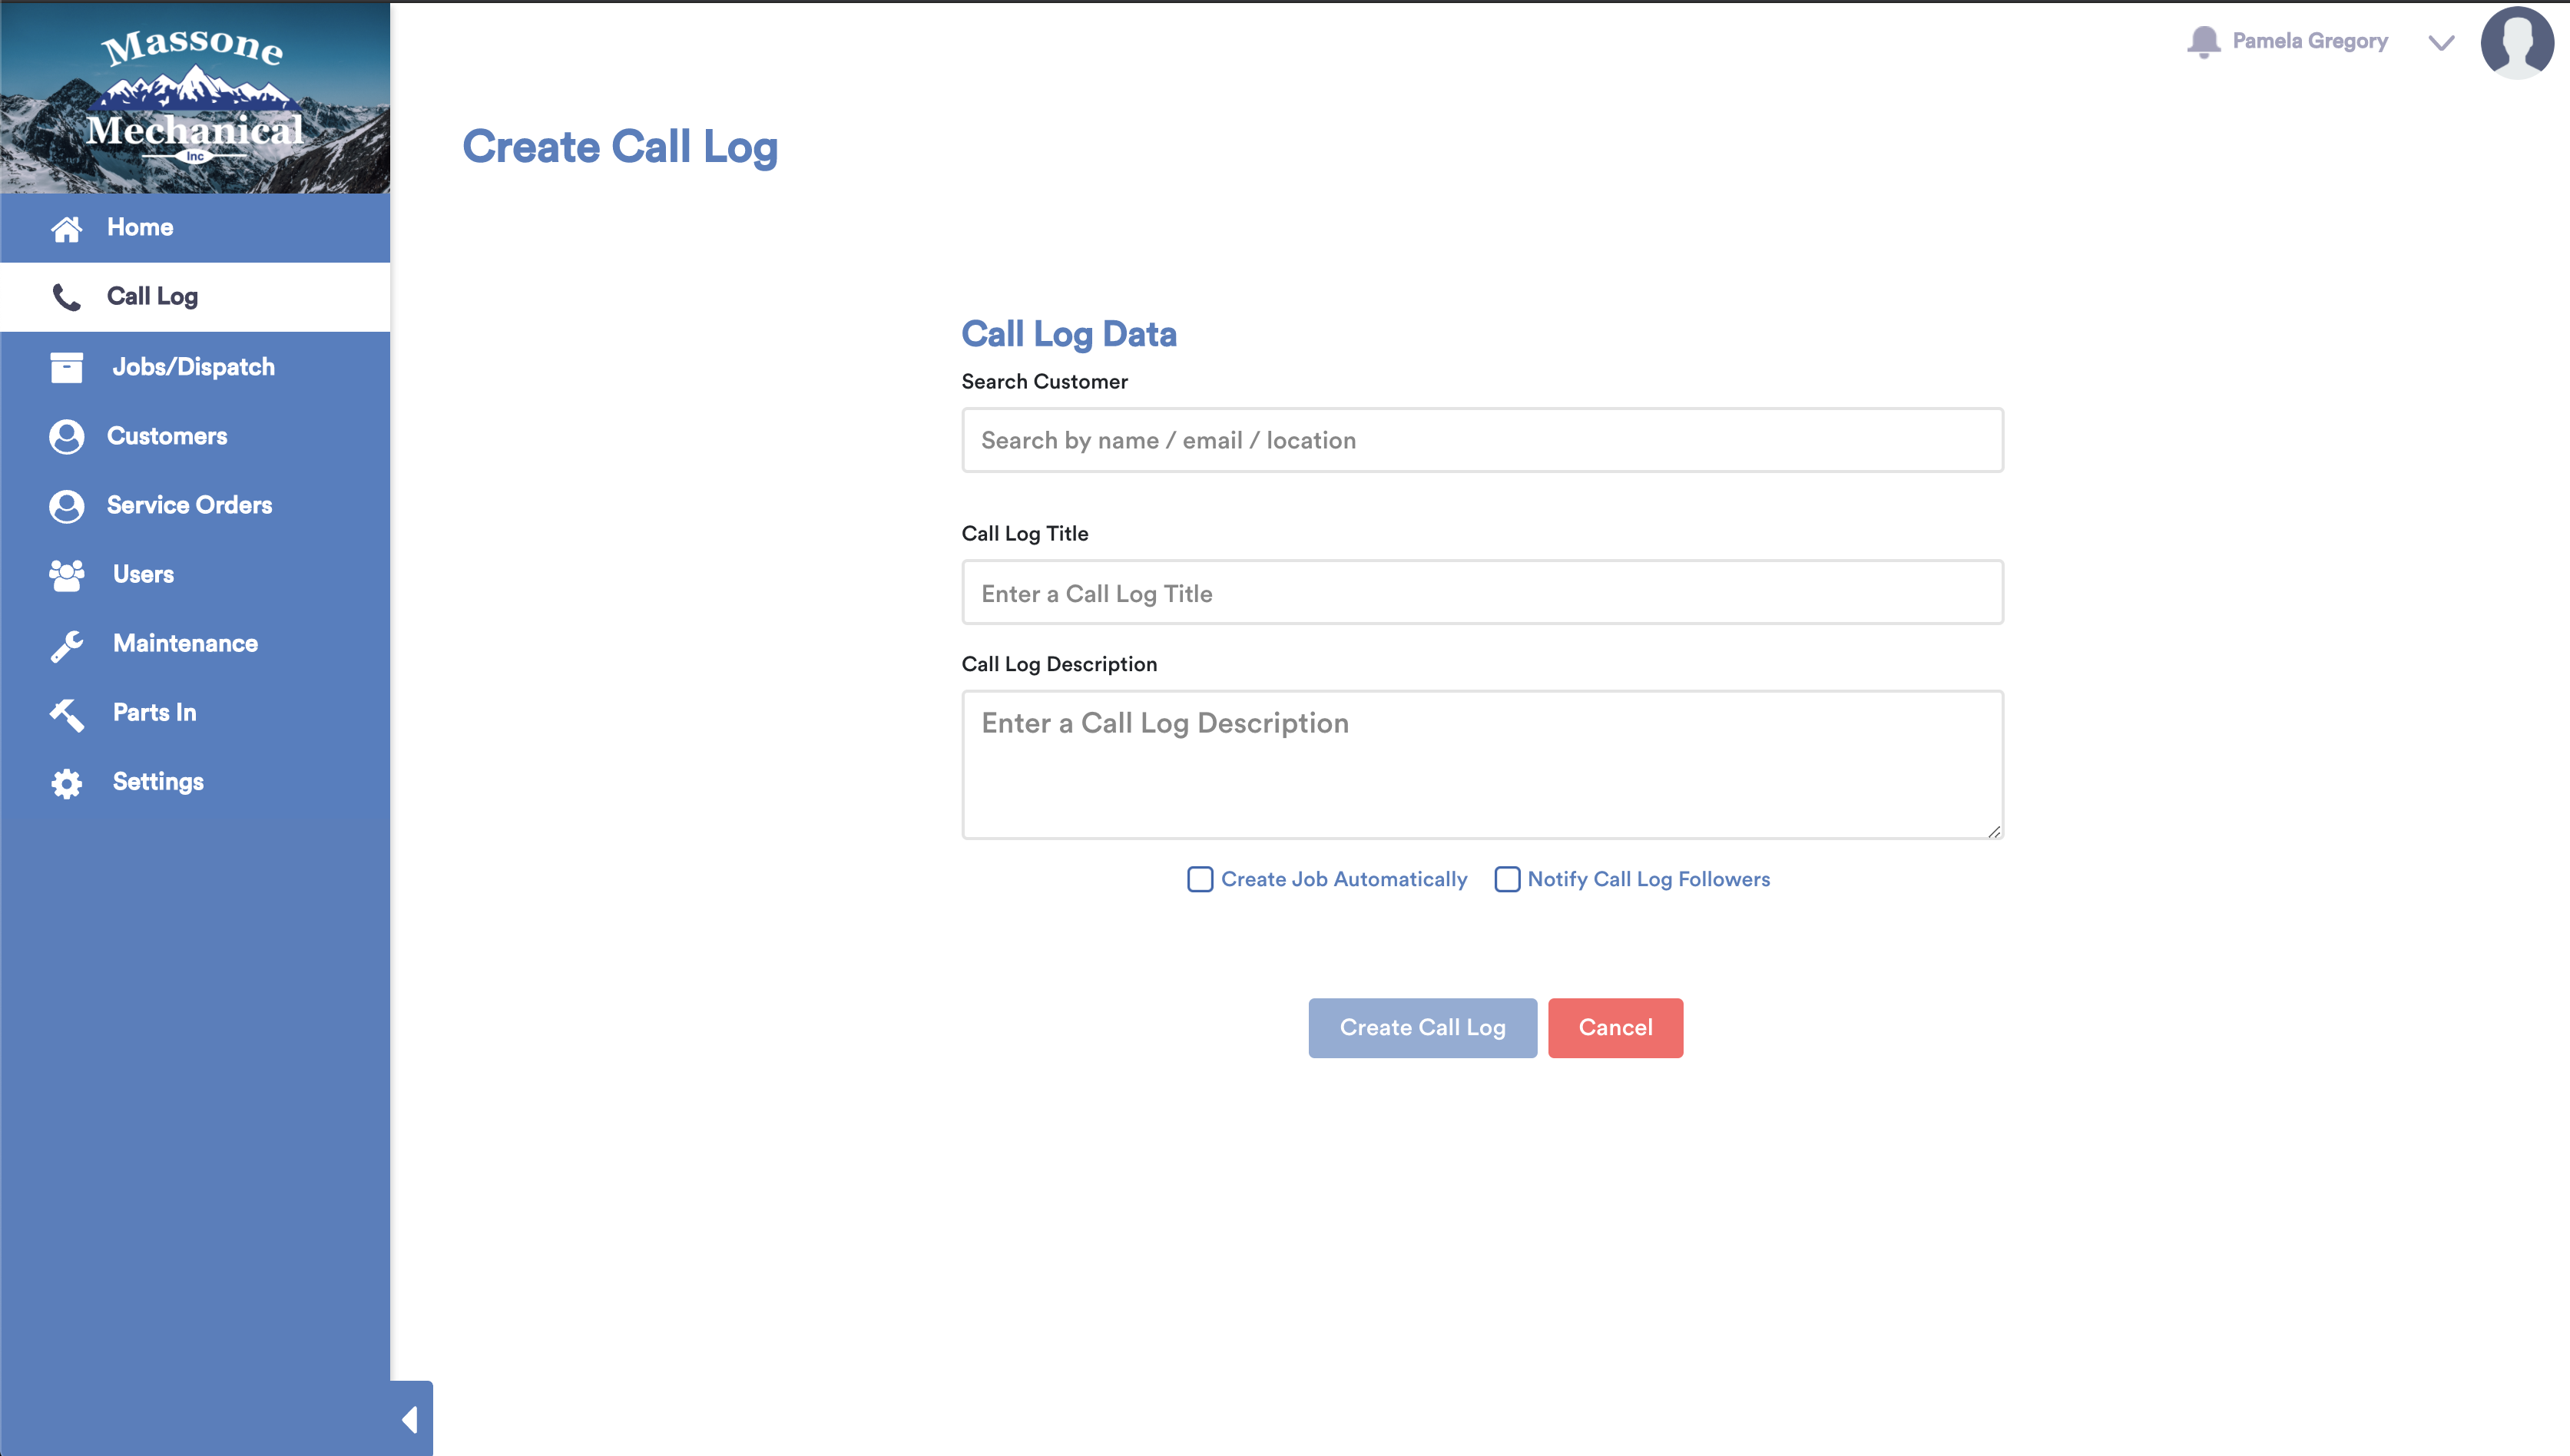 Massone
Mechanical
Inc
Home
Call Log
Jobs/Dispatch
Customers
Service Orders
Users
Maintenance
Parts In
Settings
Pamela Gregory
Create Call Log
Call Log Data
Search Customer
Search by name / email / location
Call Log Title
Enter a Call Log Title
Call Log Description
Enter a Call Log Description
Create Job Automatically Notify Call Log Followers
Create Call Log Cancel